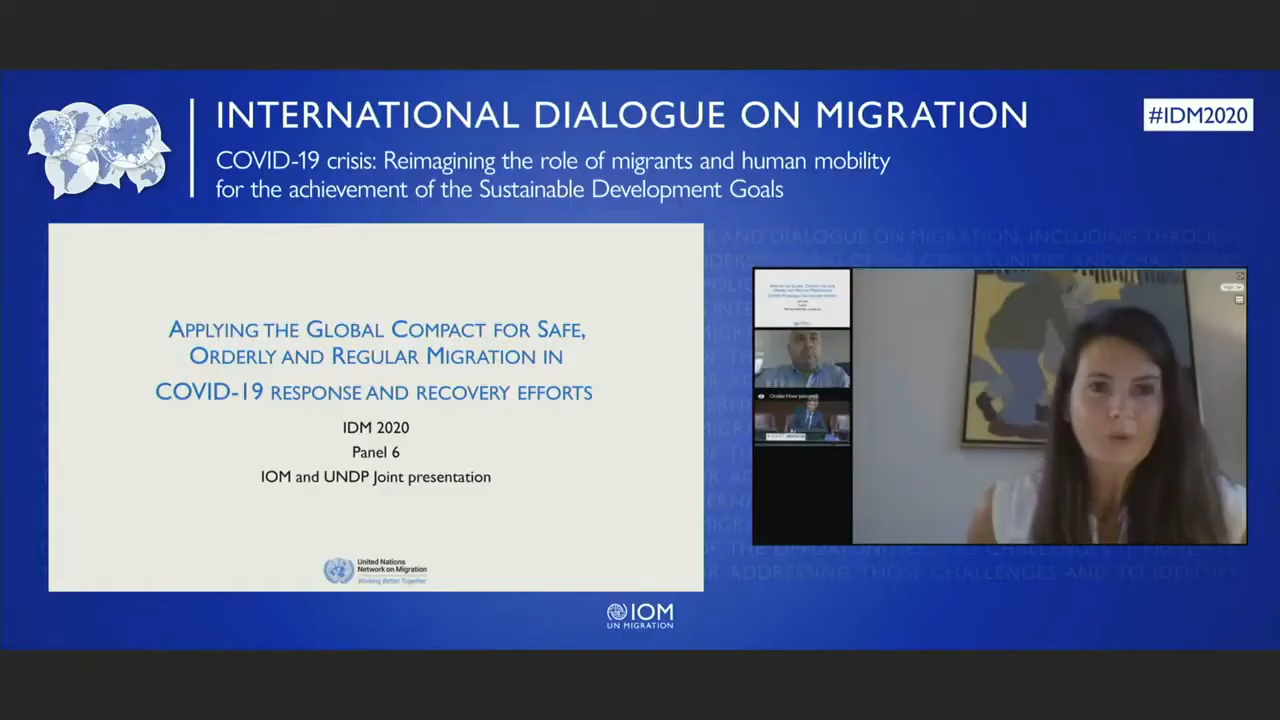 INTERNATIONAL DIALOGUE ON MIGRATION
#IDM2020
COVID-19 crisis: Reimagining the role of migrants and human mobility
for the achievement of the Sustainable Development Goals
APPLYING THE GLOBAL COMPACT FOR SAFE,
ORDERLY AND REGULAR MIGRATION IN
COVID-19 RESPONSE AND RECOVERY EFFORTS
IDM 2020
Panel 6
IOM and UNDP Joint presentation
United Nations
Network on Migration
Working Better Together
IOM
UN MIGRATION